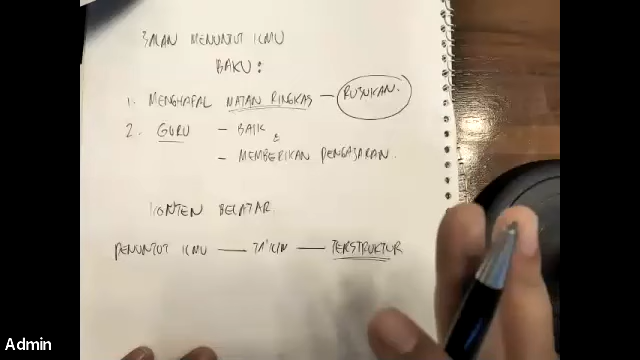 JALAN MENUNTUT ILMU
BAKU:
1. MENGHAFAL MATAN RINGKAS — RUJUKAN.
2. GURU - BAIK &
- MEMBERIKAN PENGAJARAN.
KONTEN BELAJAR
PENUNTUT ILMU — TA'LIM — TERSTRUKTUR
Admin